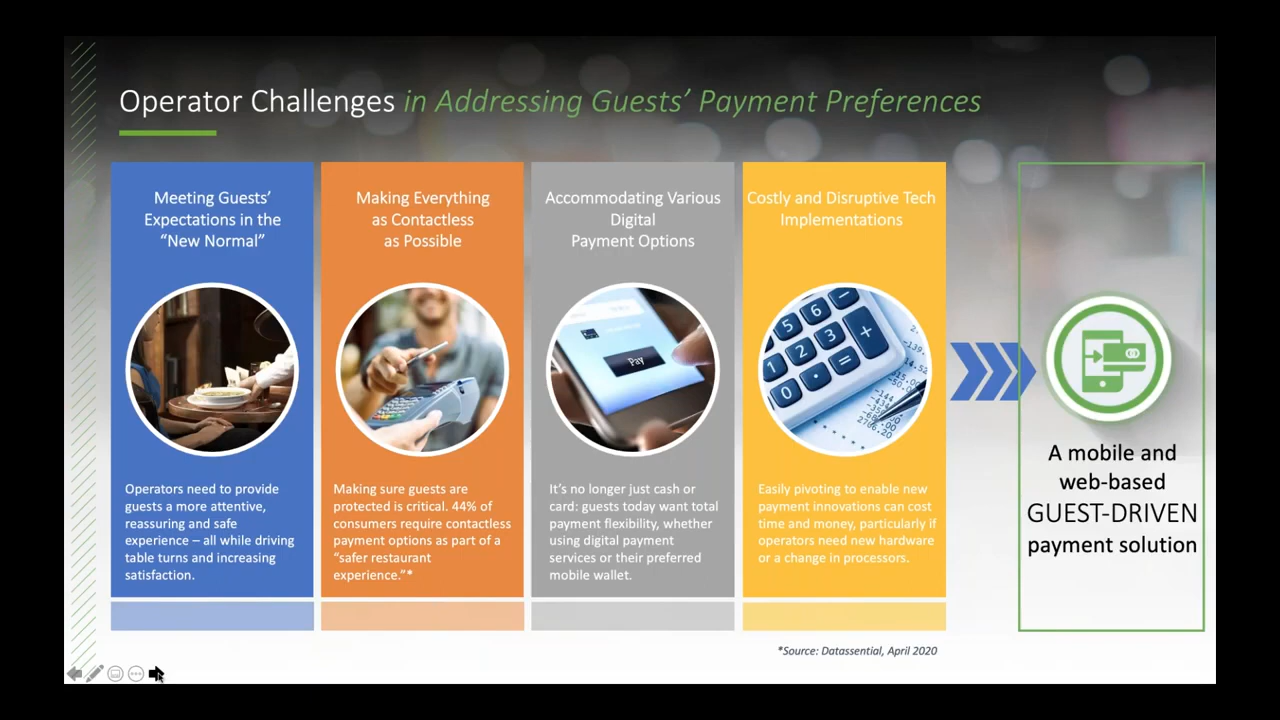 Operator Challenges in Addressing Guests’ Payment Preferences
Meeting Guests’
Expectations in the
“New Normal”
Operators need to provide
guests a more attentive,
reassuring and safe
experience – all while driving
table turns and increasing
satisfaction.
Making Everything
as Contactless
as Possible
Making sure guests are
protected is critical. 44% of
consumers require contactless
payment options as part of a
“safer restaurant
experience.”*
Accommodating Various
Digital
Payment Options
Pay
It’s no longer just cash or
card: guests today want total
payment flexibility, whether
using digital payment
services or their preferred
mobile wallet.
Costly and Disruptive Tech
Implementations
5 6 −
1 2 3 +
0 · =
Easily pivoting to enable new
payment innovations can cost
time and money, particularly if
operators need new hardware
or a change in processors.
A mobile and
web-based
GUEST-DRIVEN
payment solution
*Source: Datassential, April 2020